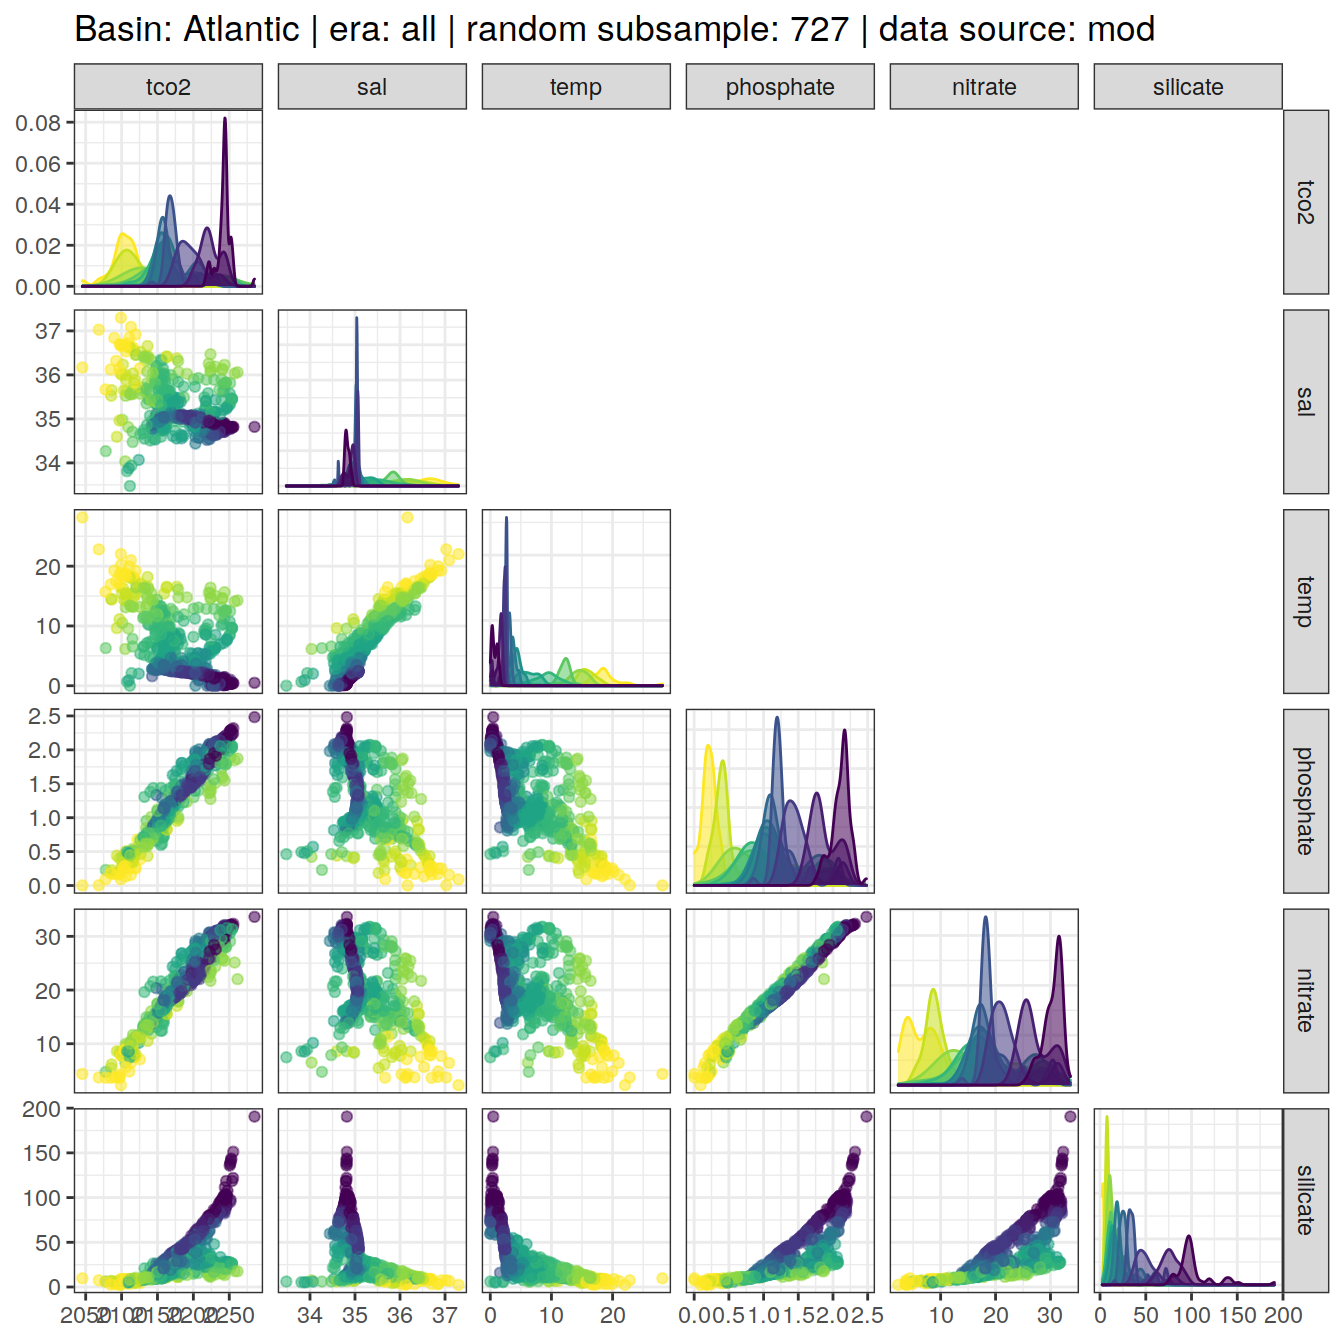 Basin: Atlantic | era: all | random subsample: 727 | data source: mod
tco2 sal temp phosphate nitrate silicate
0.08
0.06
0.04
0.02
0.00
tco2
37
36
35
34
sal
20
10
0
temp
2.5
2.0
1.5
1.0
0.5
0.0
phosphate
30
20
10
nitrate
200
150
100
50
0
silicate
2050 2100 2150 2200 2250 34 35 36 37 0 10 20 0.0 0.5 1.0 1.5 2.0 2.5 10 20 30 0 50 100 150 200